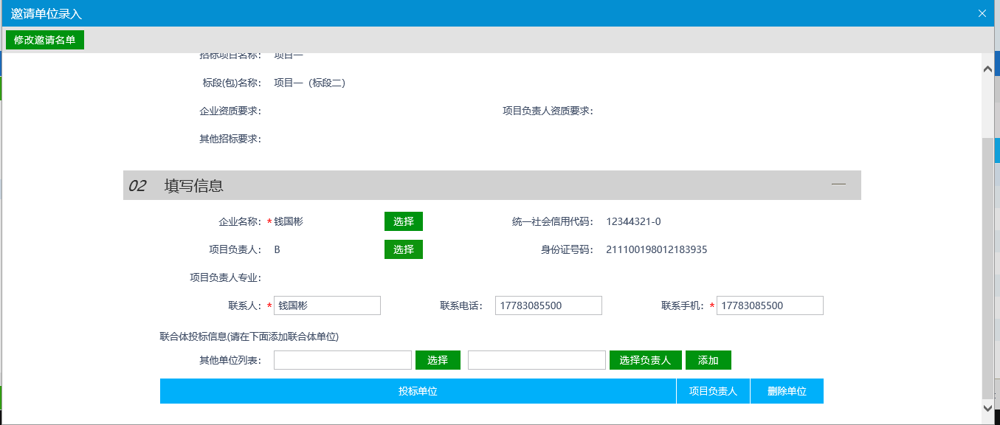 邀请单位录入
修改邀请名单
招标项目名称： 项目一
标段(包)名称： 项目一（标段二）
企业资质要求： 项目负责人资质要求：
其他招标要求：
02 填写信息
企业名称：*钱国彬 选择 统一社会信用代码： 12344321-0
项目负责人： B 选择 身份证号码： 211100198012183935
项目负责人专业：
联系人：*钱国彬 联系电话： 17783085500 联系手机：*17783085500
联合体投标信息(请在下面添加联合体单位)
其他单位列表： 选择 选择负责人 添加
投标单位 项目负责人 删除单位